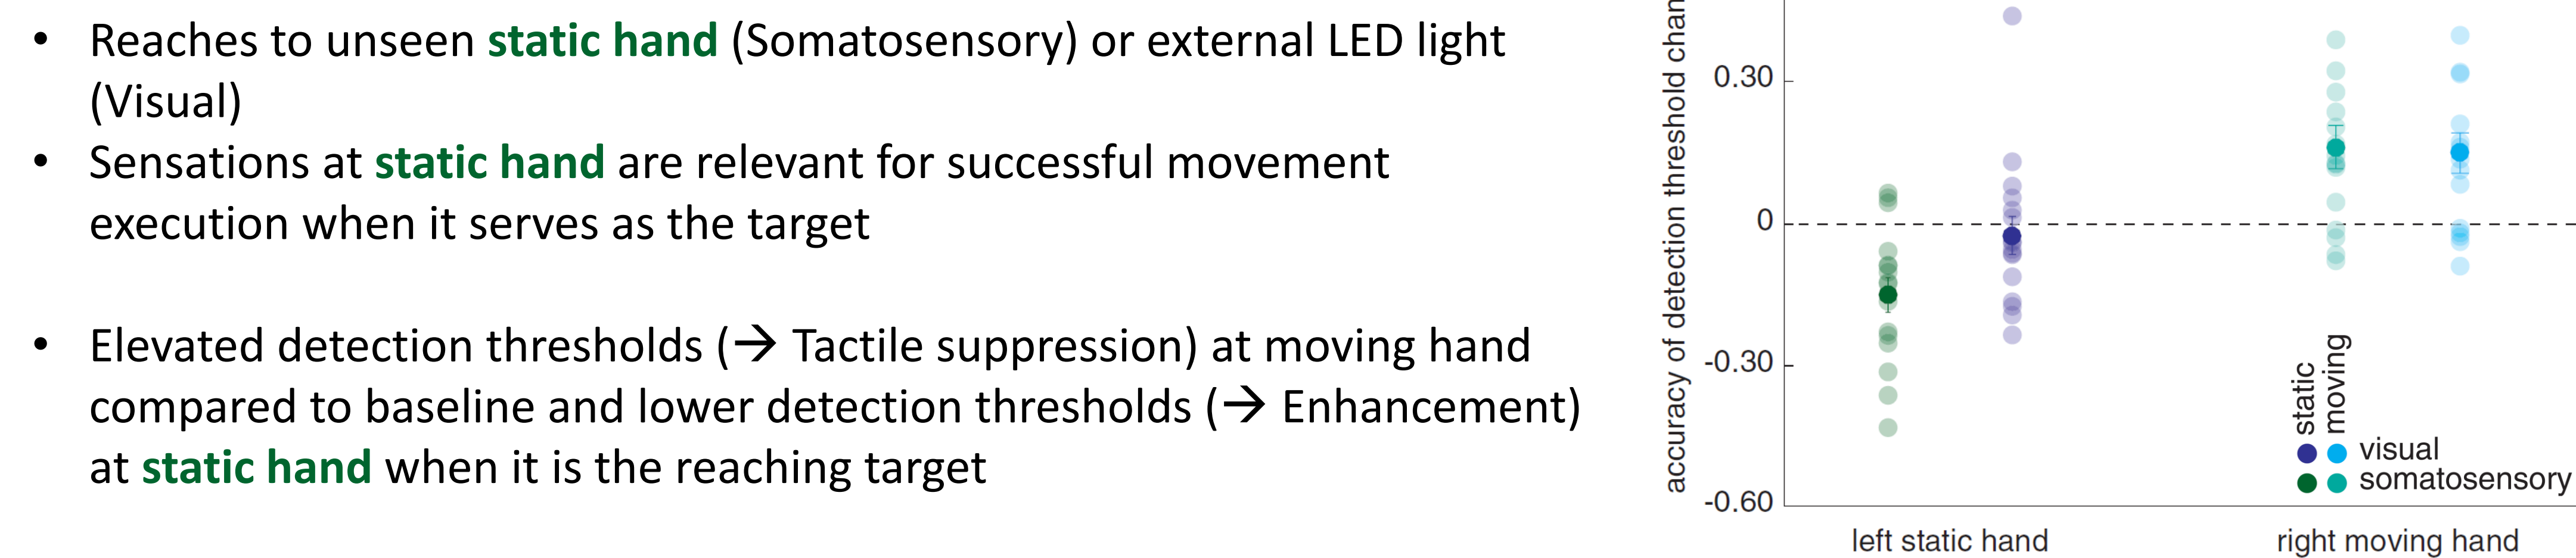 • Reaches to unseen static hand (Somatosensory) or external LED light
(Visual)
• Sensations at static hand are relevant for successful movement
execution when it serves as the target
• Elevated detection thresholds (→ Tactile suppression) at moving hand
compared to baseline and lower detection thresholds (→ Enhancement)
at static hand when it is the reaching target
accuracy of detection threshold
0.30
0
-0.30
-0.60
static
moving
visual
somatosensory
left static hand
right moving hand